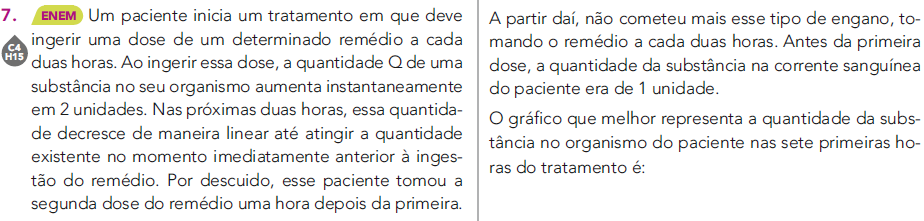 7. ENEM Um paciente inicia um tratamento em que deve
C4
H15
ingerir uma dose de um determinado remédio a cada
duas horas. Ao ingerir essa dose, a quantidade Q de uma
substância no seu organismo aumenta instantaneamente
em 2 unidades. Nas próximas duas horas, essa quantida-
de decresce de maneira linear até atingir a quantidade
existente no momento imediatamente anterior à inges-
tão do remédio. Por descuido, esse paciente tomou a
segunda dose do remédio uma hora depois da primeira.
A partir daí, não cometeu mais esse tipo de engano, to-
mando o remédio a cada duas horas. Antes da primeira
dose, a quantidade da substância na corrente sanguínea
do paciente era de 1 unidade.
O gráfico que melhor representa a quantidade da subs-
tância no organismo do paciente nas sete primeiras ho-
ras do tratamento é: